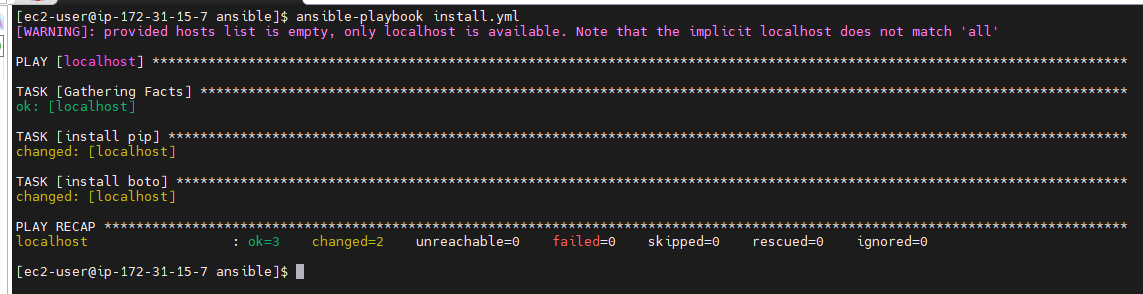 [ec2-user@ip-172-31-15-7 ansible]$ ansible-playbook install.yml
[WARNING]: provided hosts list is empty, only localhost is available. Note that the implicit localhost does not match 'all'
PLAY [localhost] **************************************************************************************************************************
TASK [Gathering Facts] ********************************************************************************************************************
ok: [localhost]
TASK [install pip] ************************************************************************************************************************
changed: [localhost]
TASK [install boto] ***********************************************************************************************************************
changed: [localhost]
PLAY RECAP ********************************************************************************************************************************
localhost                  : ok=3    changed=2    unreachable=0    failed=0    skipped=0    rescued=0    ignored=0
[ec2-user@ip-172-31-15-7 ansible]$